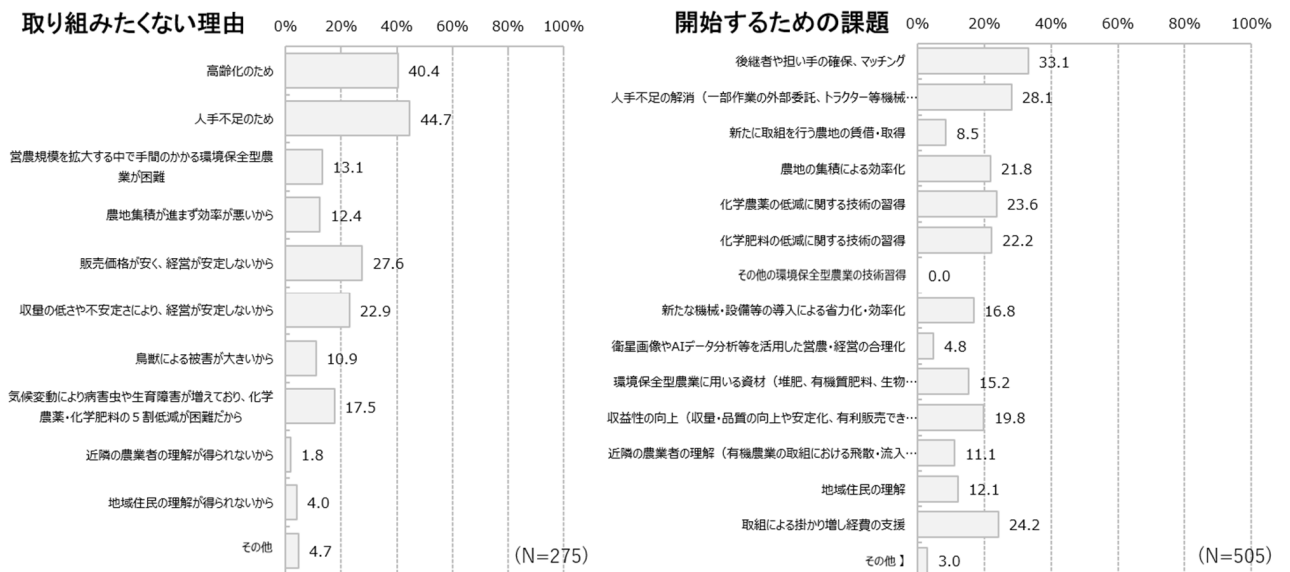 取り組みたくない理由
0% 20% 40% 60% 80% 100%
高齢化のため 40.4
人手不足のため 44.7
営農規模を拡大する中で手間のかかる環境保全型農
業が困難 13.1
農地集積が進まず効率が悪いから 12.4
販売価格が安く、経営が安定しないから 27.6
収量の低さや不安定さにより、経営が安定しないから 22.9
鳥獣による被害が大きいから 10.9
気候変動により病害虫や生育障害が増えており、化学
農薬・化学肥料の５割低減が困難だから 17.5
近隣の農業者の理解が得られないから 1.8
地域住民の理解が得られないから 4.0
その他 4.7
(N=275)
開始するための課題
0% 20% 40% 60% 80% 100%
後継者や担い手の確保、マッチング 33.1
人手不足の解消（一部作業の外部委託、トラクター等機械… 28.1
新たに取組を行う農地の賃借・取得 8.5
農地の集積による効率化 21.8
化学農薬の低減に関する技術の習得 23.6
化学肥料の低減に関する技術の習得 22.2
その他の環境保全型農業の技術習得 0.0
新たな機械・設備等の導入による省力化・効率化 16.8
衛星画像やAIデータ分析等を活用した営農・経営の合理化 4.8
環境保全型農業に用いる資材（堆肥、有機質肥料、生物… 15.2
収益性の向上（収量・品質の向上や安定化、有利販売でき… 19.8
近隣の農業者の理解（有機農業の取組における飛散・流入… 11.1
地域住民の理解 12.1
取組による掛かり増し経費の支援 24.2
その他 】 3.0
(N=505)